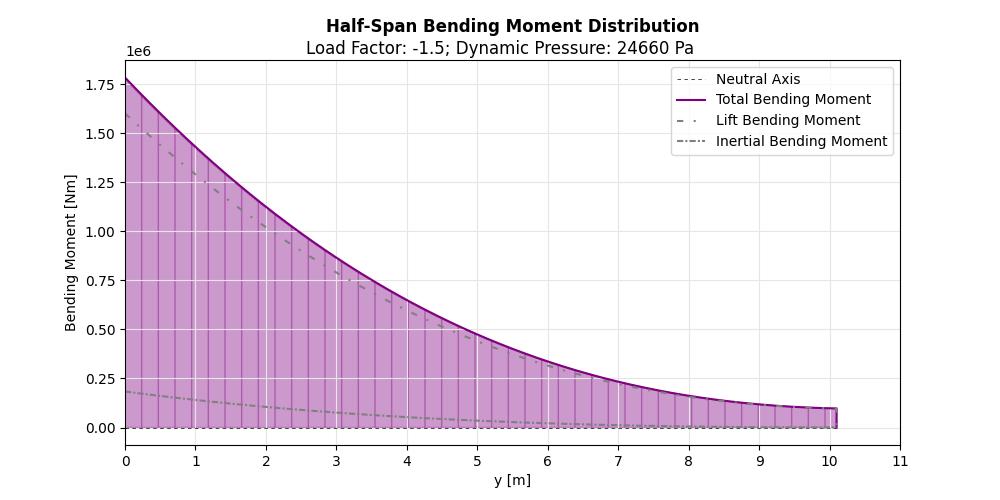 Half-Span Bending Moment Distribution
Load Factor: -1.5; Dynamic Pressure: 24660 Pa
1e6
Neutral Axis
Total Bending Moment
Lift Bending Moment
Inertial Bending Moment
Bending Moment [Nm]
1.75
1.50
1.25
1.00
0.75
0.50
0.25
0.00
0 1 2 3 4 5 6 7 8 9 10 11
y [m]